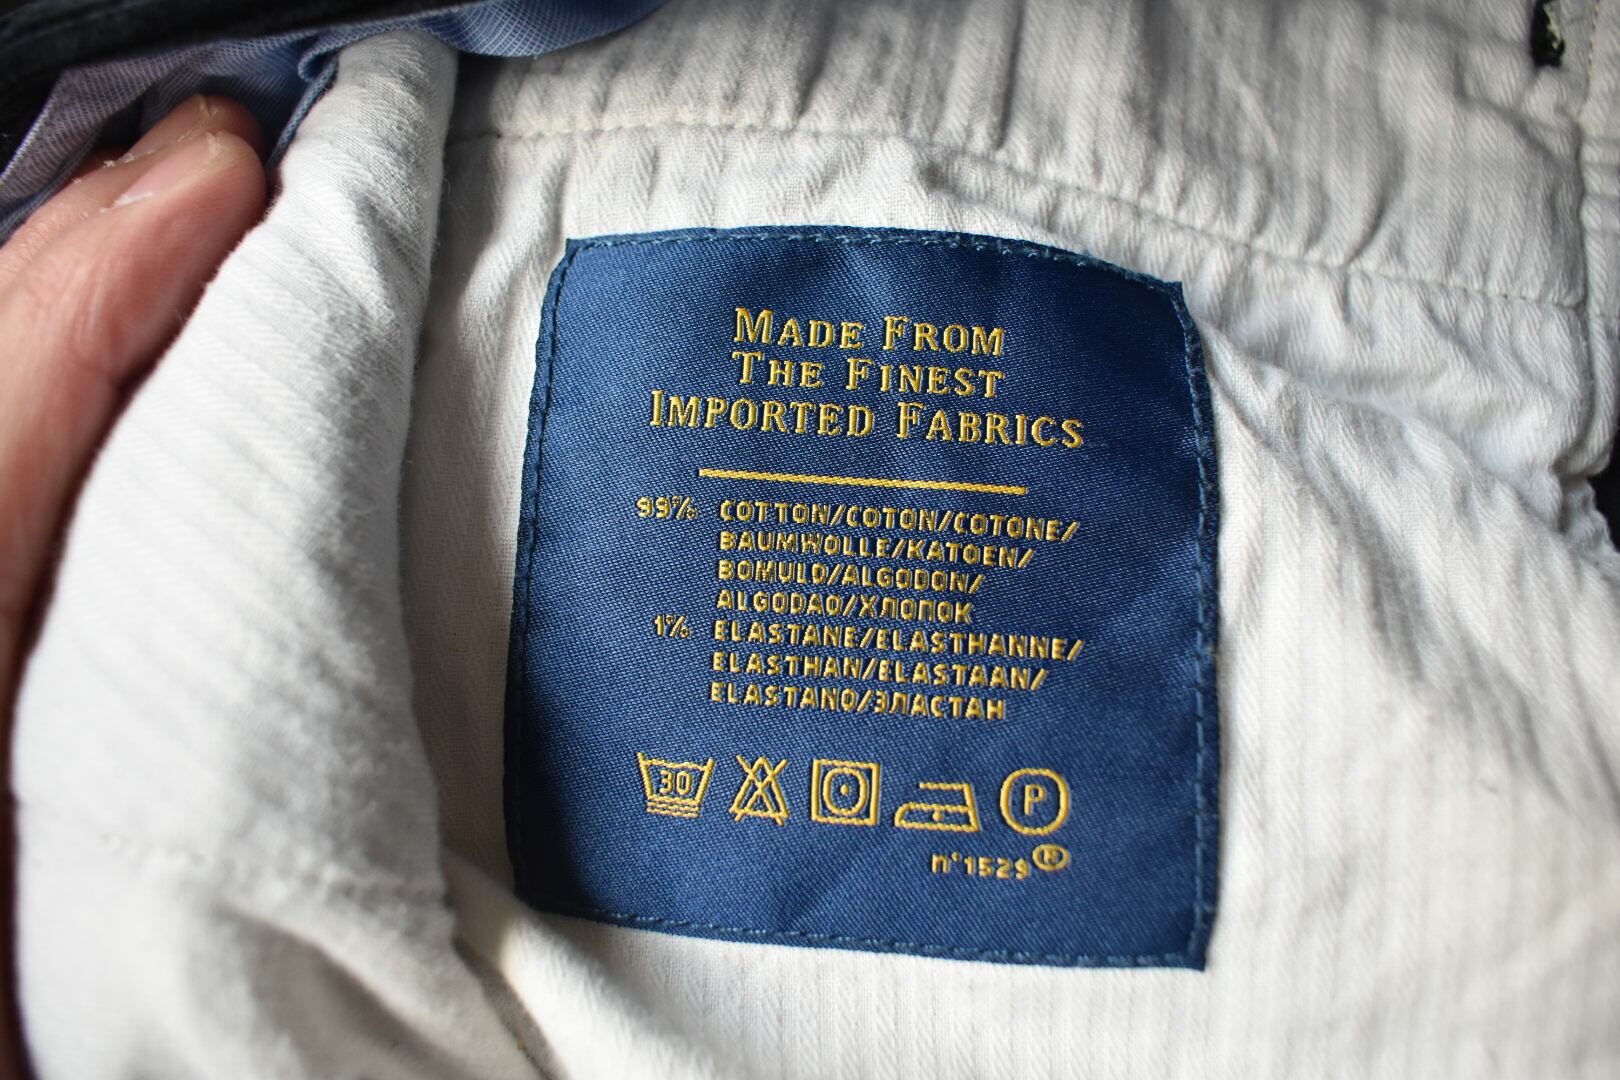 MADE FROM
THE FINEST
IMPORTED FABRICS
99% COTTON/COTON/COTONE/
BAUMWOLLE/KATOEN/
BOMULD/ALGODON/
ALGODAO/ХЛОПОК
1% ELASTANE/ELASTHANNE/
ELASTHAN/ELASTAAN/
ELASTANO/ЭЛАСТАН
30
P
n°1529®